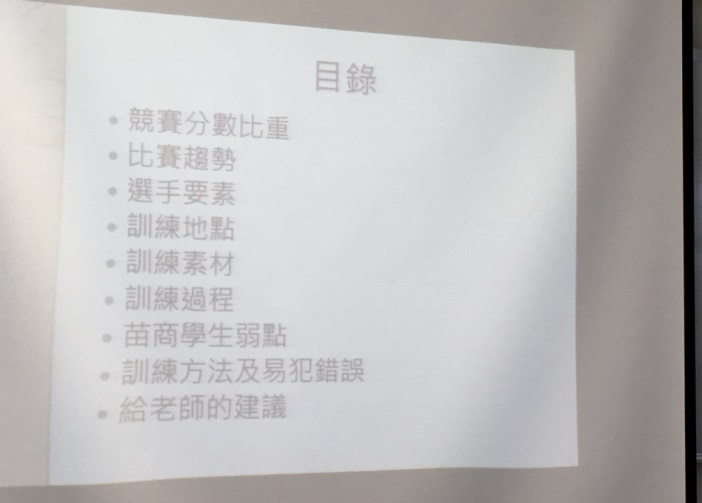 目錄
• 競賽分數比重
• 比賽趨勢
• 選手要素
• 訓練地點
• 訓練素材
• 訓練過程
• 苗商學生弱點
• 訓練方法及易犯錯誤
• 給老師的建議